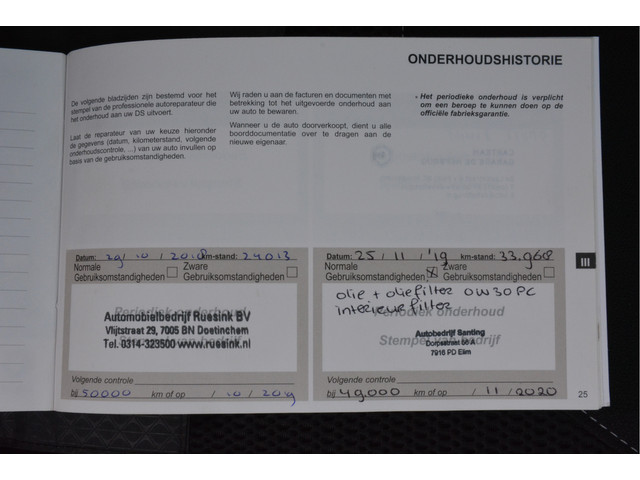 ONDERHOUDSHISTORIE
De volgende bladzijden zijn bestemd voor het
stempel van de professionele autoreparateur die
het onderhoud aan uw DS uitvoert.
Laat de reparateur van uw keuze hieronder
de gegevens (datum, kilometerstand, volgende
onderhoudscontrole, ...) van uw auto invullen op
basis van de gebruiksomstandigheden.
Wij raden u aan de facturen en documenten met
betrekking tot het uitgevoerde onderhoud aan
uw auto te bewaren.
Wanneer u de auto doorverkoopt, dient u alle
boorddocumentatie over te dragen aan de
nieuwe eigenaar.
• Het periodieke onderhoud is verplicht
om een beroep te kunnen doen op de
officiële fabrieksgarantie.
III
Datum: 29/ 10 / 2018 km-stand: 24013
Normale Zware
Gebruiksomstandigheden Gebruiksomstandigheden
Periodiek onderhoud
Automobielbedrijf Ruesink BV
Vlijtstraat 29, 7005 BN Doetinchem
Tel. 0314-323500 www.ruesink.nl
Volgende controle
bij 50000 km of op / 10 / 2019
Datum: 25 / 11 / '19 km-stand: 33.968
Normale Zware
Gebruiksomstandigheden Gebruiksomstandigheden
olie + oliefilter 0W30 PC
interieurfilter
Periodiek onderhoud
Autobedrijf Santing
Dorpsstraat 66 A
Stempel van bedrijf
7916 PD Elim
Volgende controle
bij 49.000 km of op / 11 / 2020
25